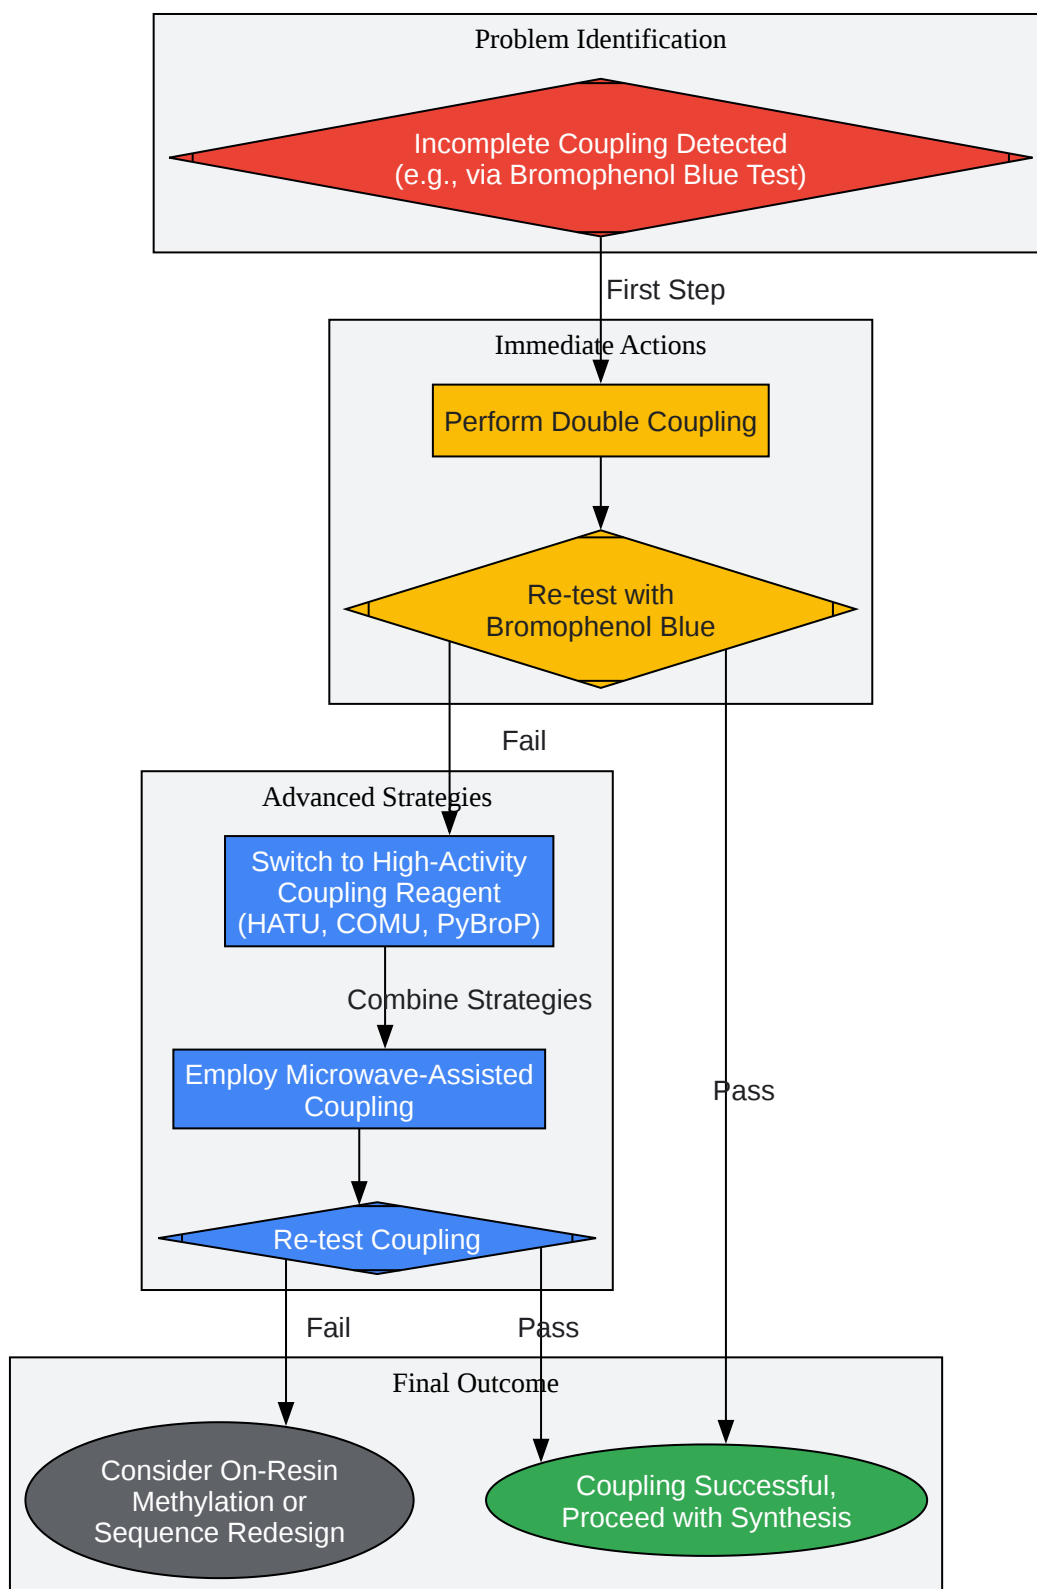 Problem Identification
Incomplete Coupling Detected
(e.g., via Bromophenol Blue Test)
First Step
Immediate Actions
Perform Double Coupling
Re-test with
Bromophenol Blue
Fail
Advanced Strategies
Switch to High-Activity
Coupling Reagent
(HATU, COMU, PyBroP)
Combine Strategies
Employ Microwave-Assisted
Coupling
Pass
Re-test Coupling
Fail
Pass
Final Outcome
Consider On-Resin
Methylation or
Sequence Redesign
Coupling Successful,
Proceed with Synthesis